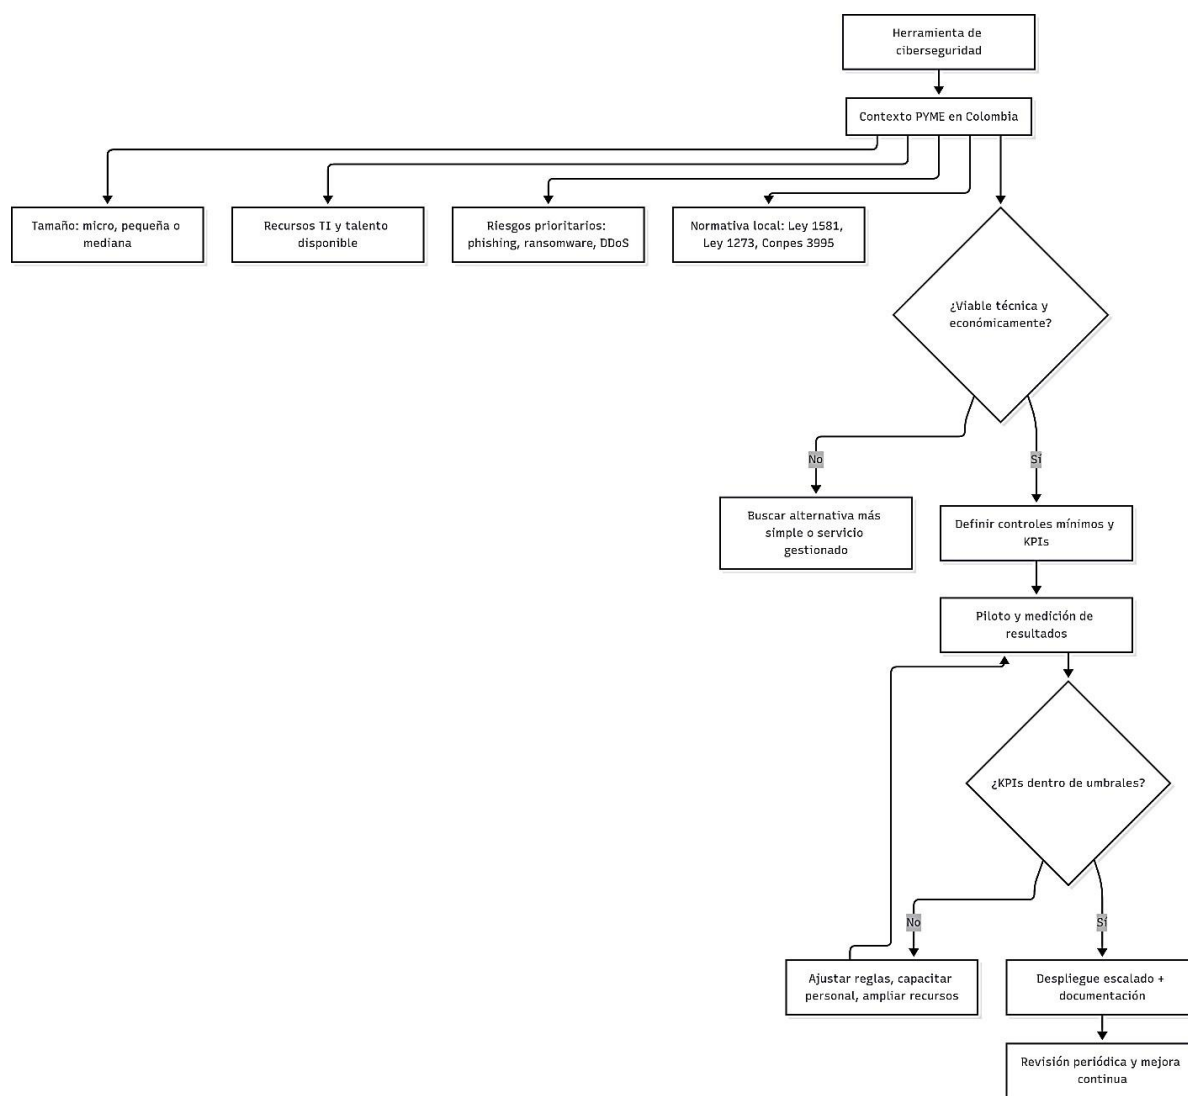 Herramienta de
ciberseguridad
Contexto PYME en Colombia
Tamaño: micro, pequeña o
mediana
Recursos TI y talento
disponible
Riesgos prioritarios:
phishing, ransomware, DDoS
Normativa local: Ley 1581,
Ley 1273, Conpes 3995
¿Viable técnica y
económicamente?
No
Sí
Buscar alternativa más
simple o servicio
gestionado
Definir controles mínimos y
KPIs
Piloto y medición de
resultados
¿KPIs dentro de umbrales?
No
Sí
Ajustar reglas, capacitar
personal, ampliar recursos
Despliegue escalado +
documentación
Revisión periódica y mejora
continua